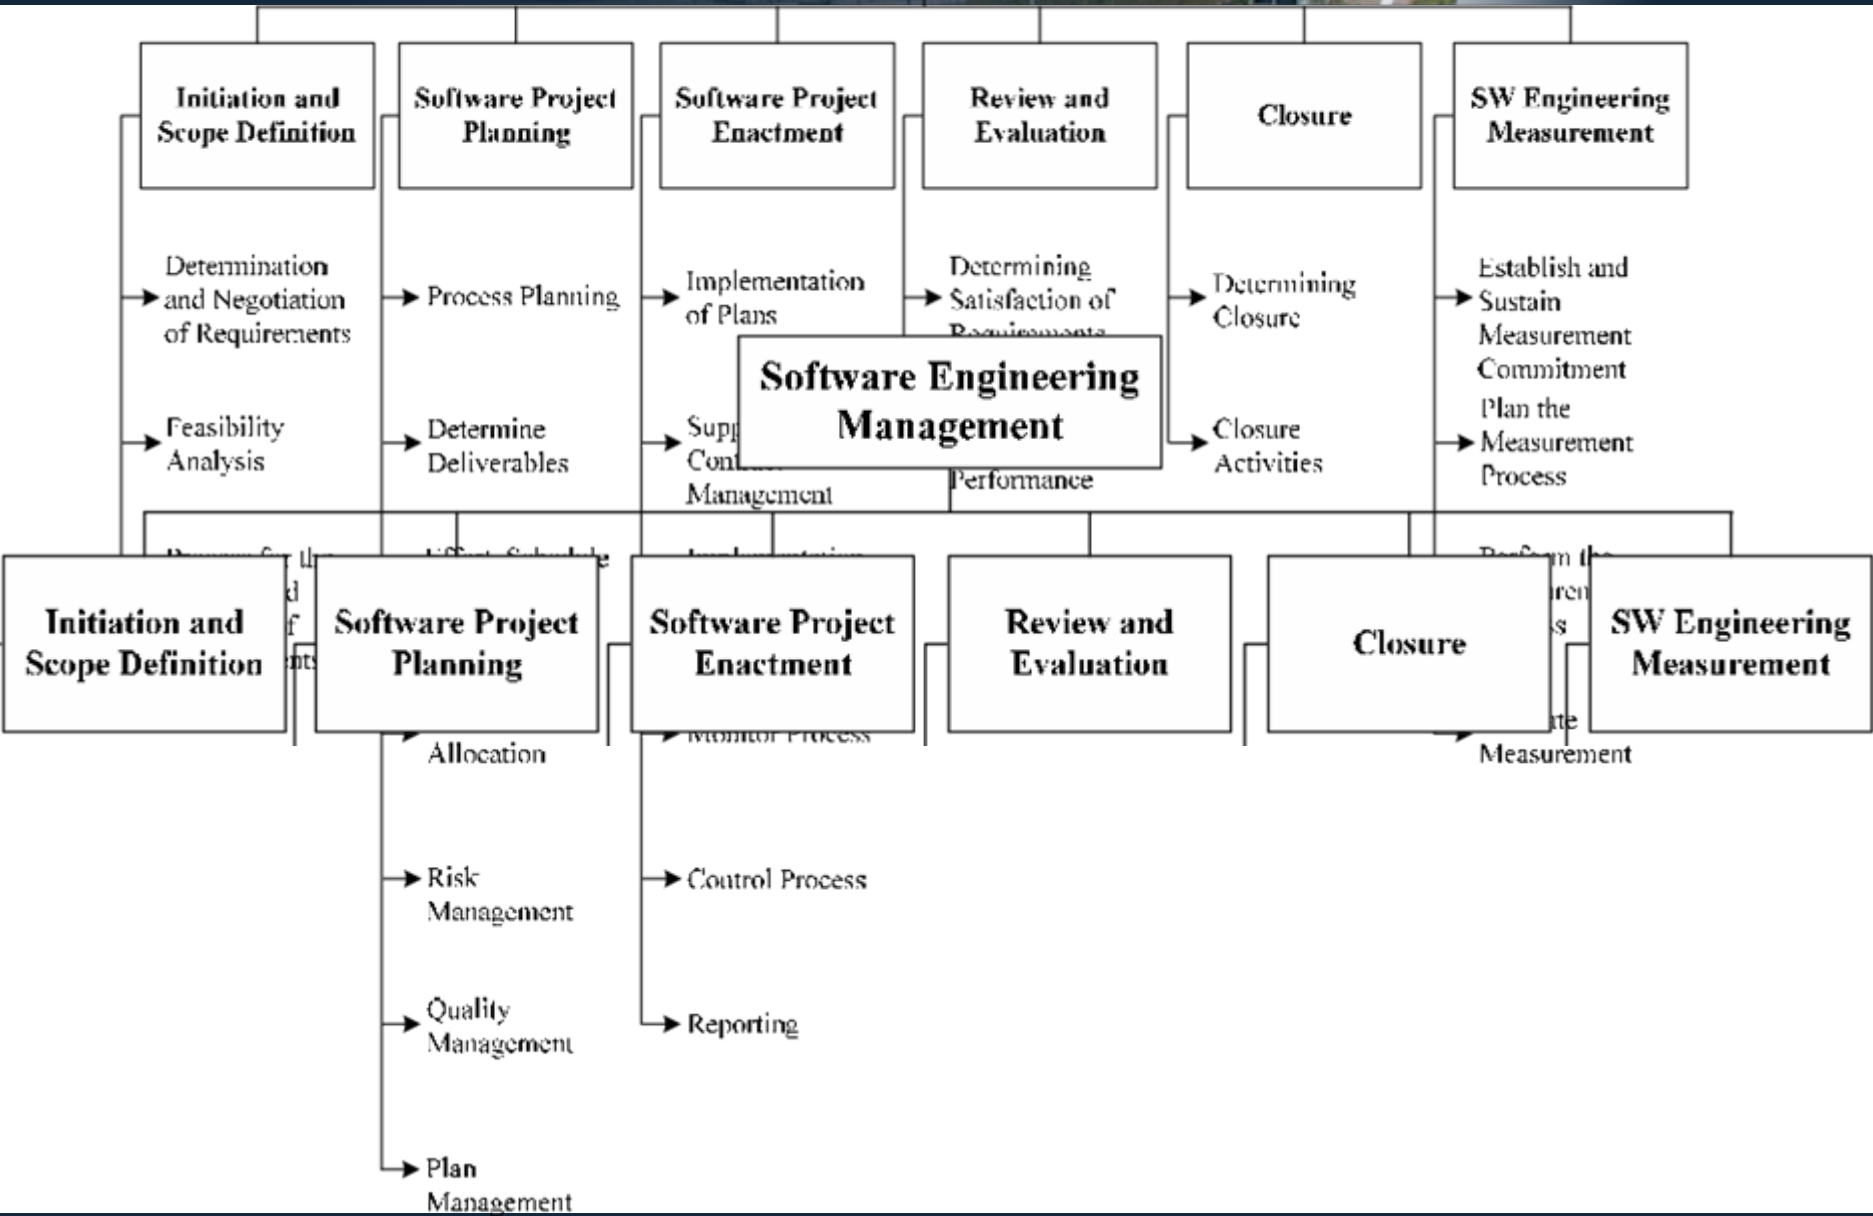 Initiation and
Scope Definition
Software Project
Planning
Software Project
Enactment
Review and
Evaluation
Closure
SW Engineering
Measurement
Determination
and Negotiation
of Requirements
Process Planning
Implementation
of Plans
Determining
Satisfaction of
Requirements
Determining
Closure
Establish and
Sustain
Measurement
Commitment
Feasibility
Analysis
Determine
Deliverables
Management
Performance
Closure
Activities
Plan the
Measurement
Process
Software Engineering
Management
Initiation and
Scope Definition
Software Project
Planning
Software Project
Enactment
Review and
Evaluation
Closure
SW Engineering
Measurement
Allocation
Monitor Process
Measurement
Risk
Management
Control Process
Quality
Management
Reporting
Plan
Management